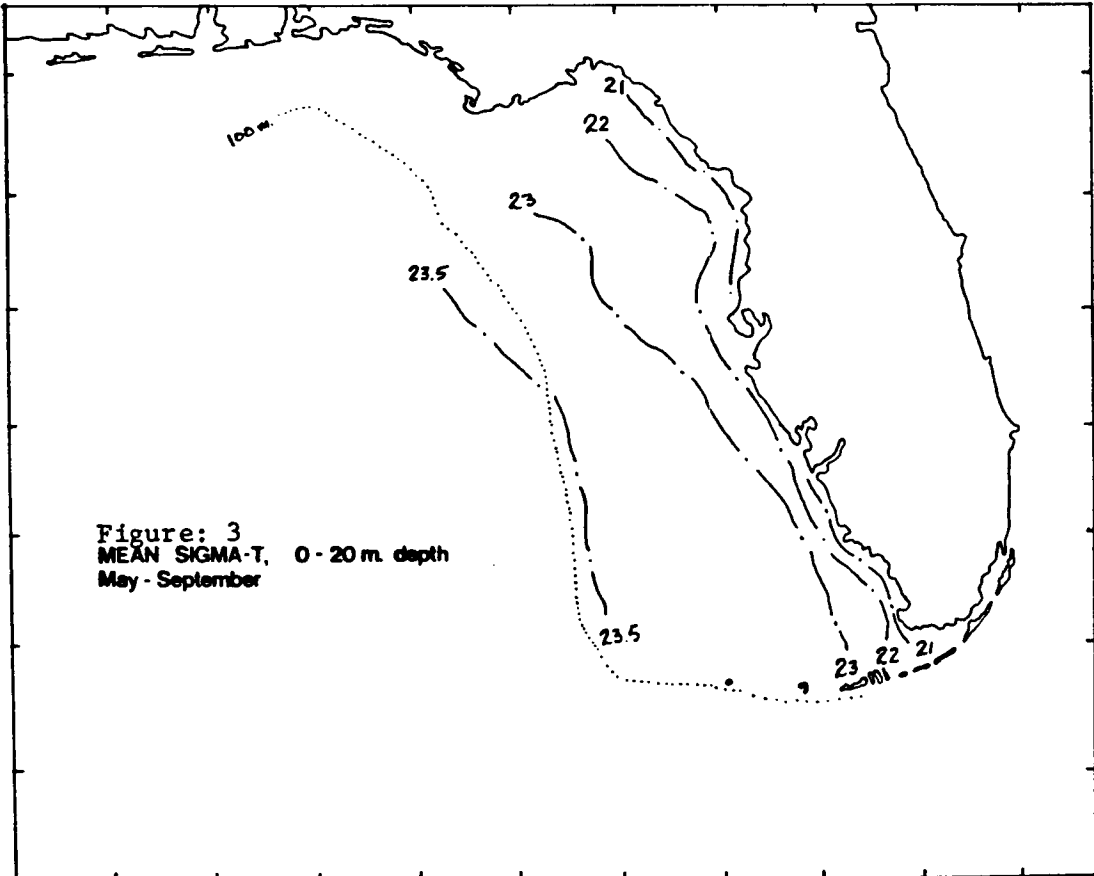 21
22
100 m.
23
23.5
Figure: 3
MEAN SIGMA-T, 0 - 20 m. depth
May - September
23.5
23 22 21